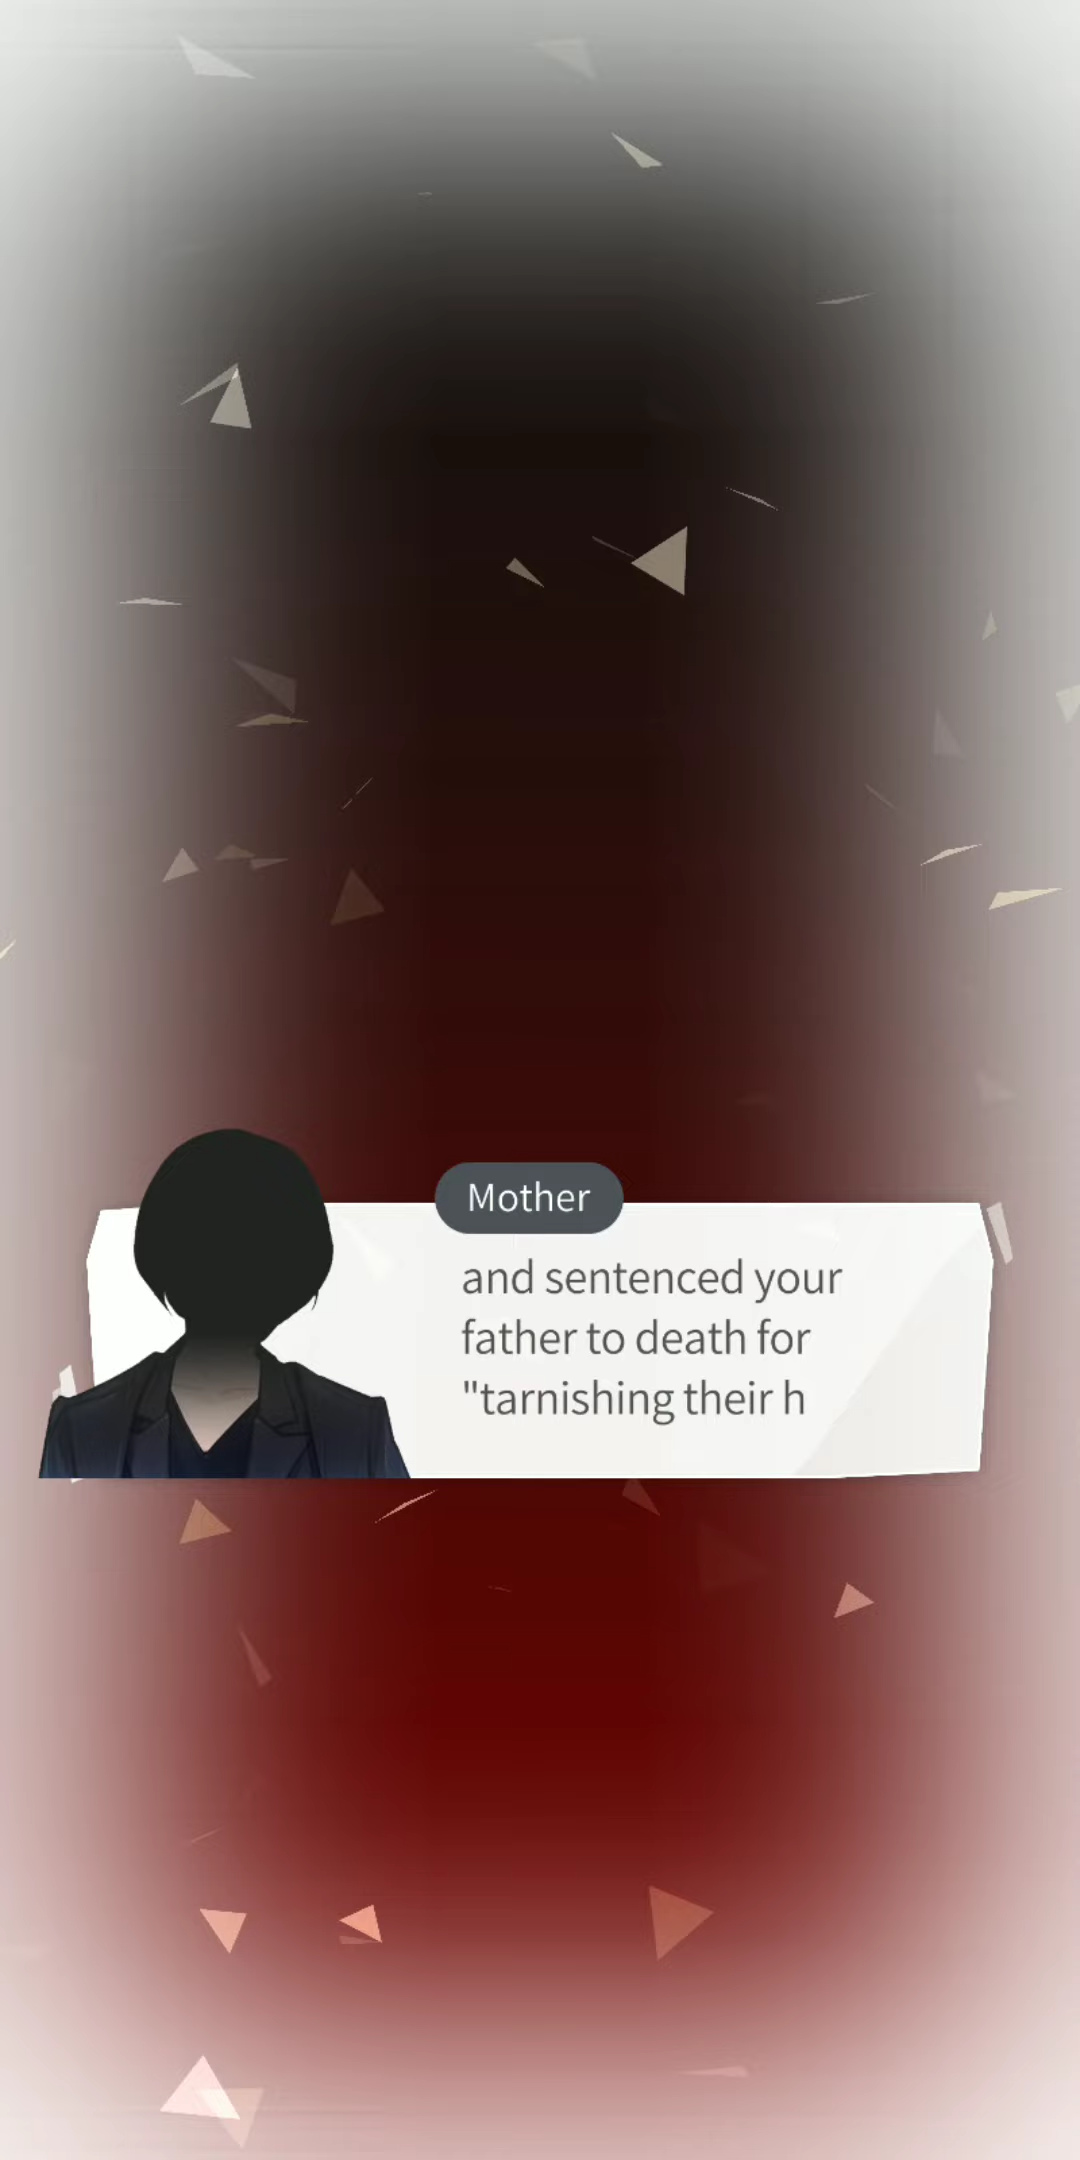 Mother
and sentenced your
father to death for
"tarnishing their h